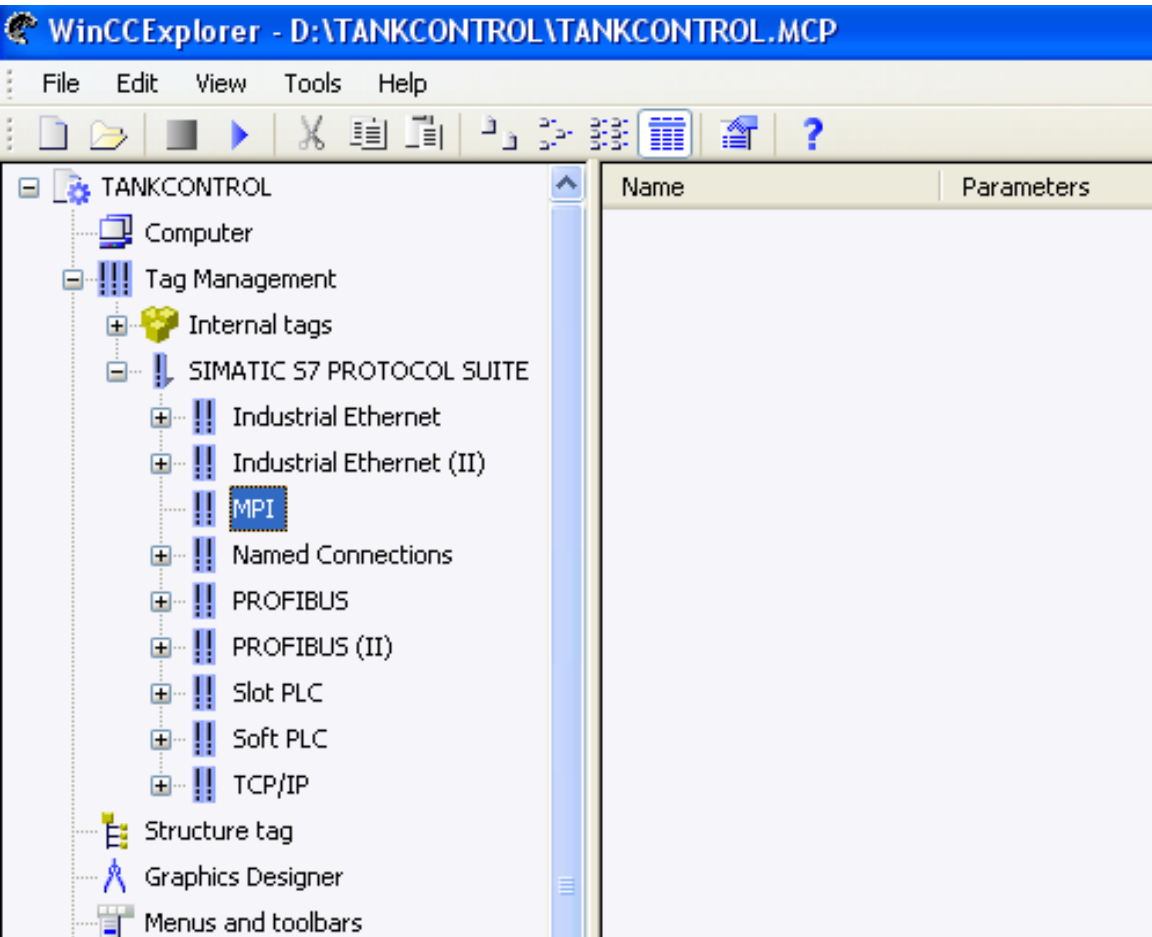 WinCCExplorer - D:\TANKCONTROL\TANKCONTROL.MCP
File Edit View Tools Help
?
TANKCONTROL
Name Parameters
Computer
Tag Management
Internal tags
SIMATIC S7 PROTOCOL SUITE
Industrial Ethernet
Industrial Ethernet (II)
MPI
Named Connections
PROFIBUS
PROFIBUS (II)
Slot PLC
Soft PLC
TCP/IP
Structure tag
Graphics Designer
Menus and toolbars